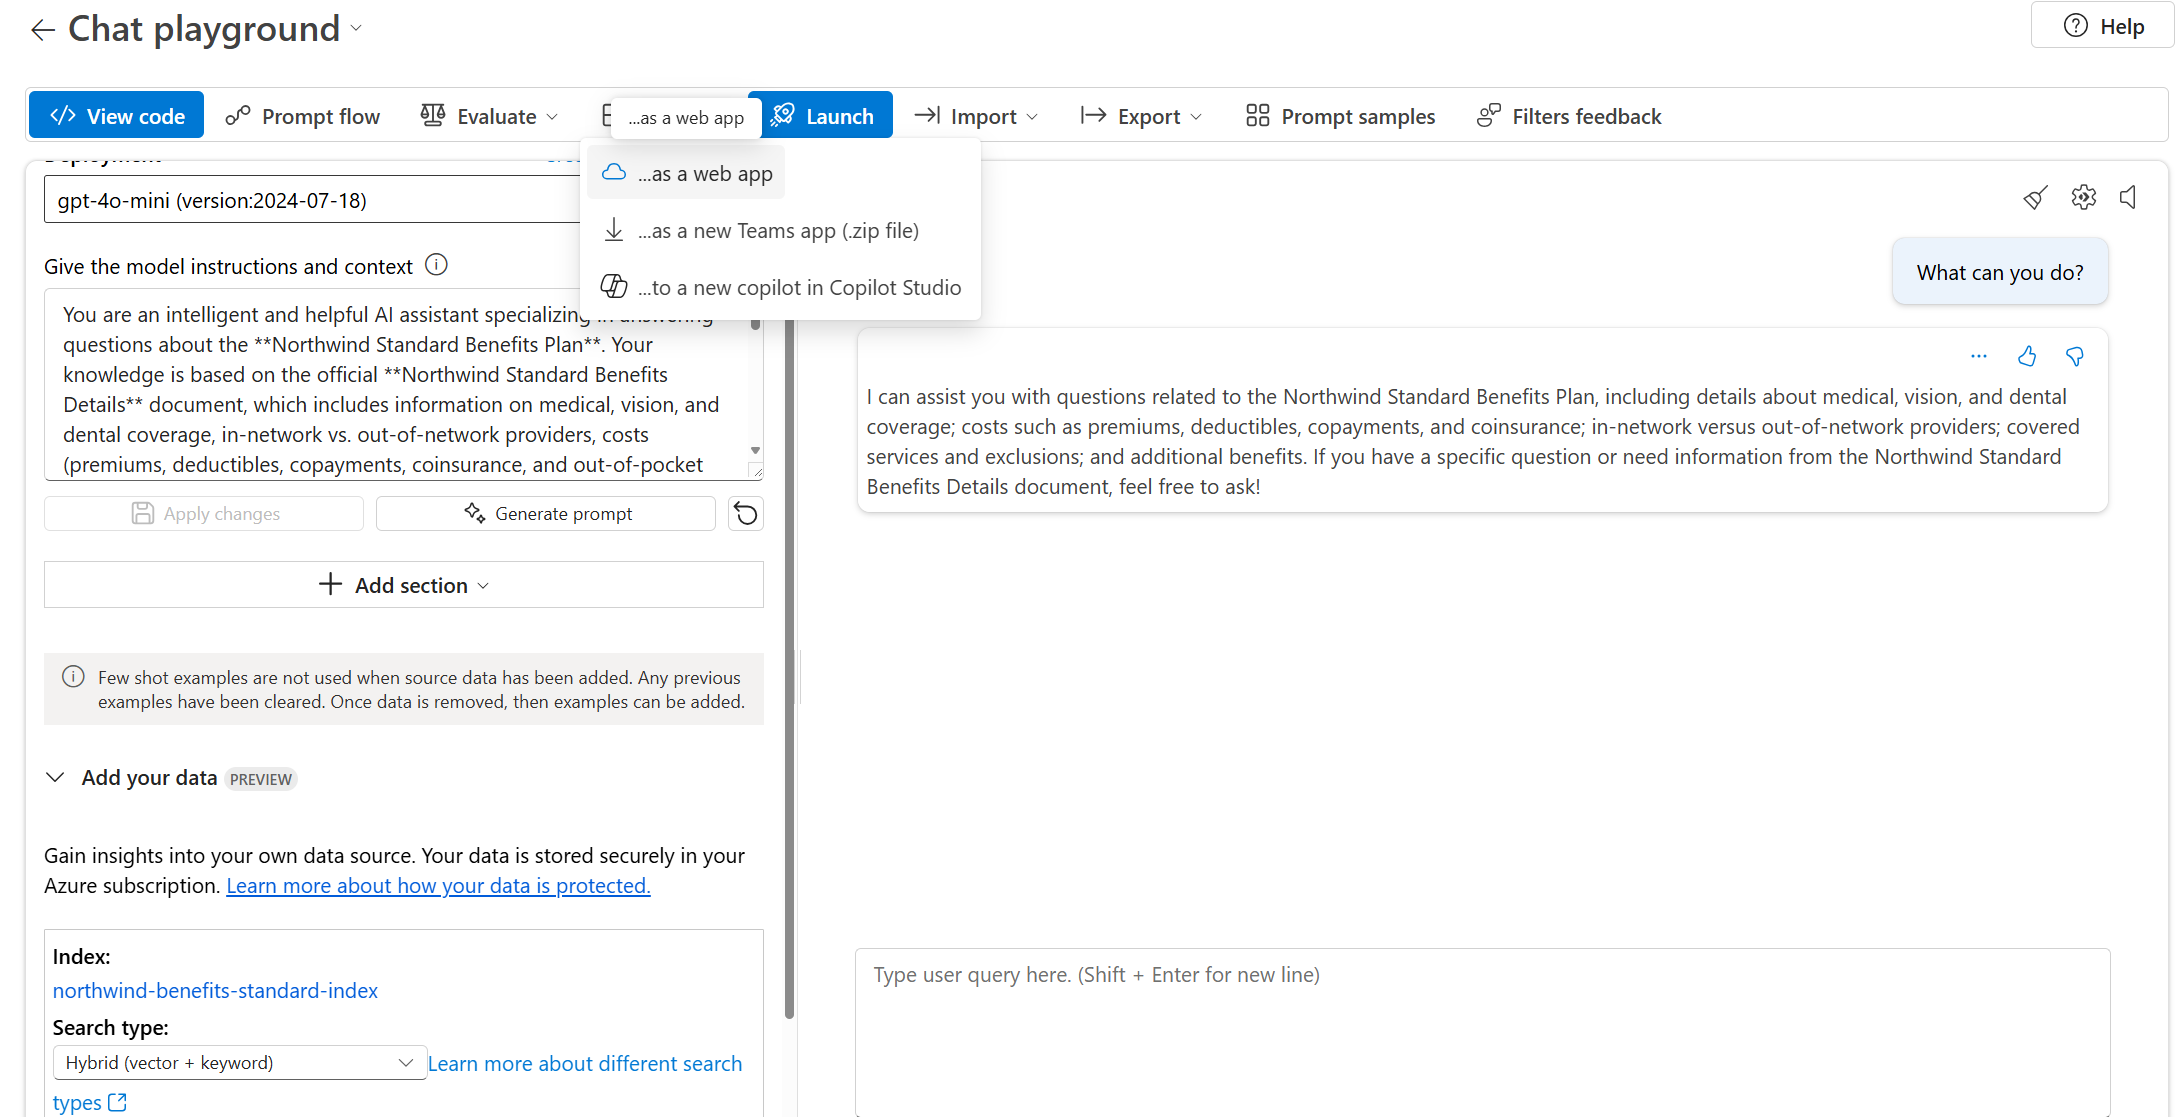 Chat playground
Help
View code
Prompt flow
Evaluate
...as a web app
Launch
Import
Export
Prompt samples
Filters feedback
Deployment
...as a web app
...as a new Teams app (.zip file)
...to a new copilot in Copilot Studio
gpt-4o-mini (version:2024-07-18)
Give the model instructions and context
You are an intelligent and helpful AI assistant specializing in answering
questions about the **Northwind Standard Benefits Plan**. Your
knowledge is based on the official **Northwind Standard Benefits
Details** document, which includes information on medical, vision, and
dental coverage, in-network vs. out-of-network providers, costs
(premiums, deductibles, copayments, coinsurance, and out-of-pocket
Apply changes
Generate prompt
Add section
Few shot examples are not used when source data has been added. Any previous
examples have been cleared. Once data is removed, then examples can be added.
Add your data PREVIEW
Gain insights into your own data source. Your data is stored securely in your
Azure subscription. Learn more about how your data is protected.
Index:
northwind-benefits-standard-index
Search type:
Hybrid (vector + keyword)
Learn more about different search
types
What can you do?
I can assist you with questions related to the Northwind Standard Benefits Plan, including details about medical, vision, and dental
coverage; costs such as premiums, deductibles, copayments, and coinsurance; in-network versus out-of-network providers; covered
services and exclusions; and additional benefits. If you have a specific question or need information from the Northwind Standard
Benefits Details document, feel free to ask!
Type user query here. (Shift + Enter for new line)